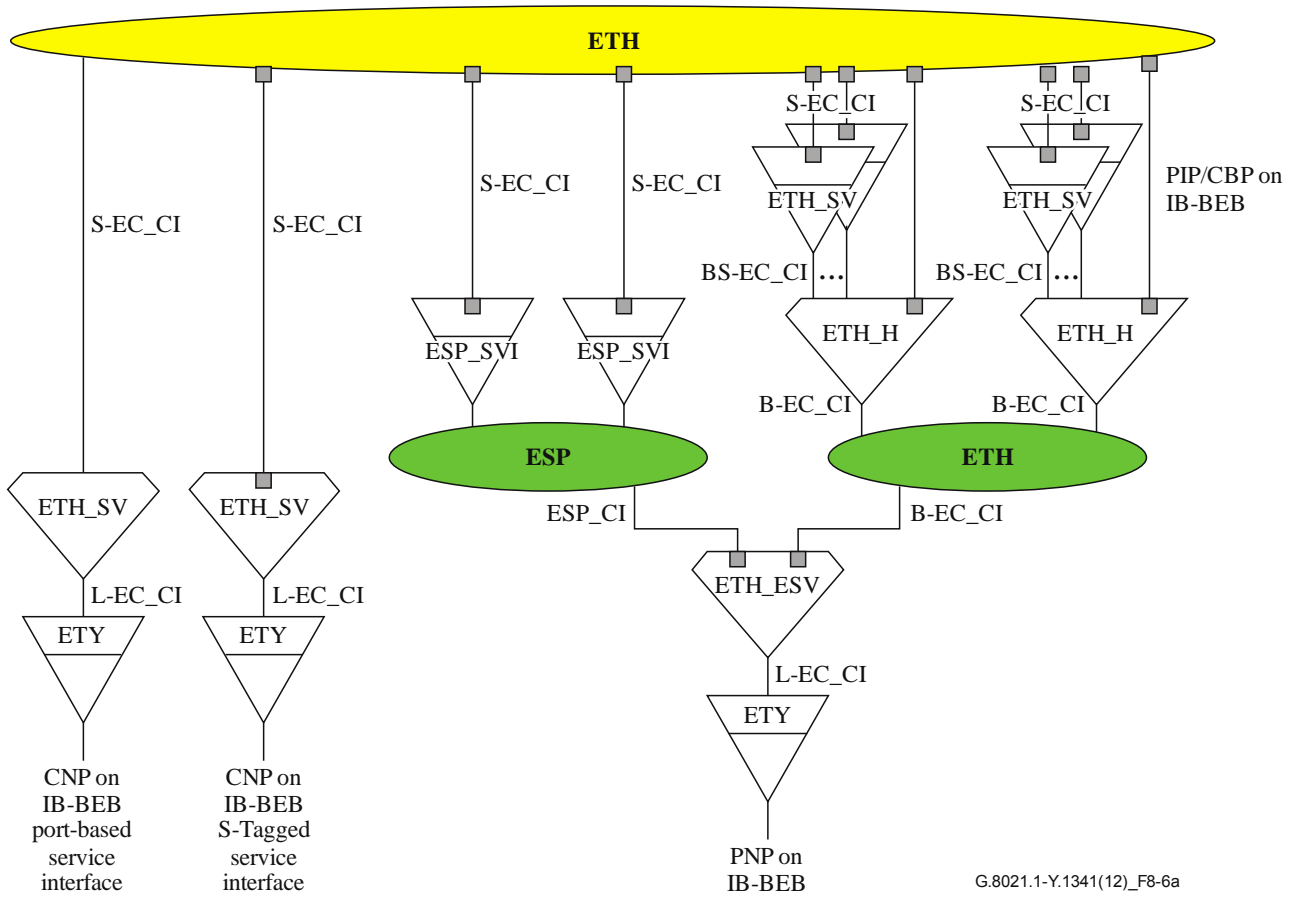 ETH
S-EC_CI
S-EC_CI
S-EC_CI
S-EC_CI
PIP/CBP on
IB-BEB
ETH_SV
ETH_SV
S-EC_CI
S-EC_CI
BS-EC_CI ...
BS-EC_CI ...
ESP_SVI
ESP_SVI
ETH_H
ETH_H
B-EC_CI
B-EC_CI
ESP
ETH
ETH_SV
ETH_SV
ESP_CI
B-EC_CI
ETH_ESV
L-EC_CI
L-EC_CI
ETY
ETY
L-EC_CI
ETY
CNP on
IB-BEB
port-based
service
interface
CNP on
IB-BEB
S-Tagged
service
interface
PNP on
IB-BEB
G.8021.1-Y.1341(12)_F8-6a